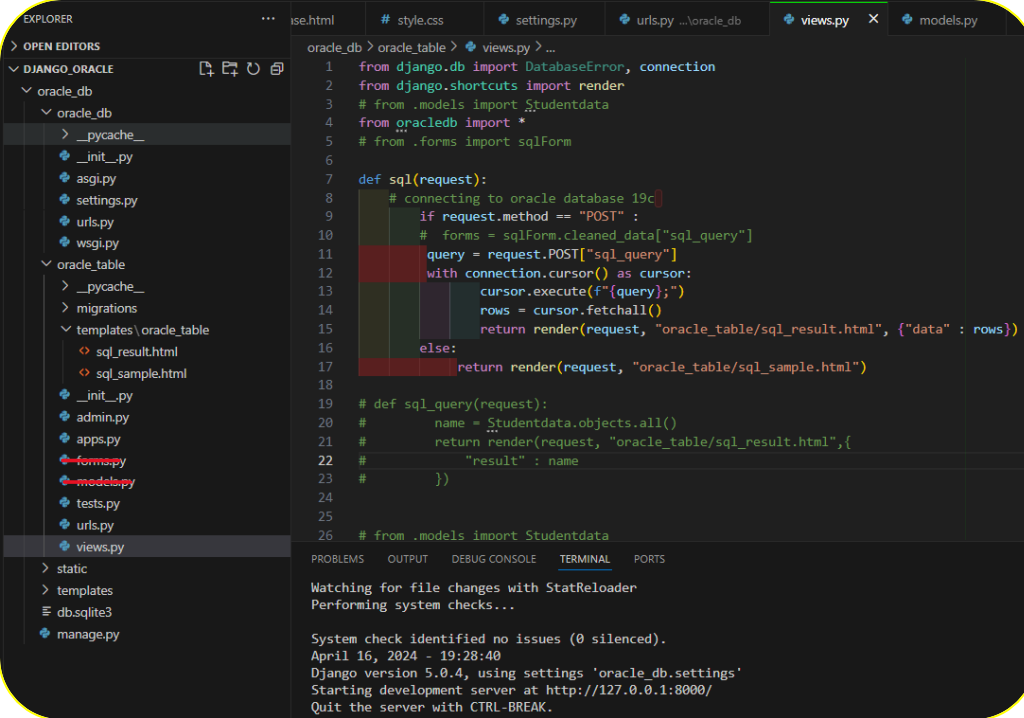 EXPLORER
OPEN EDITORS
DJANGO_ORACLE
oracle_db
oracle_db
__pycache__
__init__.py
asgi.py
settings.py
urls.py
wsgi.py
oracle_table
__pycache__
migrations
templates\oracle_table
sql_result.html
sql_sample.html
__init__.py
admin.py
apps.py
forms.py
models.py
tests.py
urls.py
views.py
static
templates
db.sqlite3
manage.py
ase.html # style.css settings.py urls.py ...\oracle_db views.py models.py
oracle_db > oracle_table > views.py > ...
1 from django.db import DatabaseError, connection
2 from django.shortcuts import render
3 # from .models import Studentdata
4 from oracledb import *
5 # from .forms import sqlForm
6
7 def sql(request):
8 # connecting to oracle database 19c
9 if request.method == "POST" :
10 # forms = sqlForm.cleaned_data["sql_query"]
11 query = request.POST["sql_query"]
12 with connection.cursor() as cursor:
13 cursor.execute(f"{query};")
14 rows = cursor.fetchall()
15 return render(request, "oracle_table/sql_result.html", {"data" : rows})
16 else:
17 return render(request, "oracle_table/sql_sample.html")
18
19 # def sql_query(request):
20 # name = Studentdata.objects.all()
21 # return render(request, "oracle_table/sql_result.html",{
22 # "result" : name
23 # })
24
25
26 # from .models import Studentdata
PROBLEMS OUTPUT DEBUG CONSOLE TERMINAL PORTS
Watching for file changes with StatReloader
Performing system checks...
System check identified no issues (0 silenced).
April 16, 2024 - 19:28:40
Django version 5.0.4, using settings 'oracle_db.settings'
Starting development server at http://127.0.0.1:8000/
Quit the server with CTRL-BREAK.